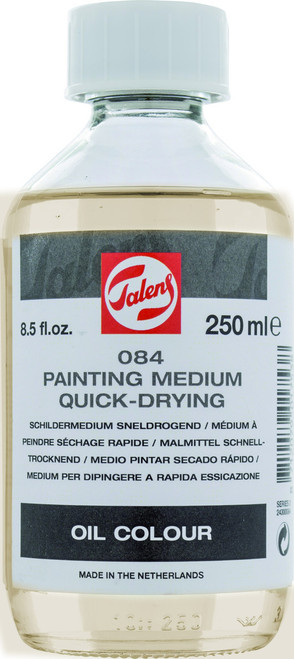 Talens
Talens
8.5 fl.oz.
250 ml e
084
PAINTING MEDIUM
QUICK-DRYING
SCHILDERMEDIUM SNELDROGEND / MÉDIUM À
PEINDRE SÉCHAGE RAPIDE / MALMITTEL SCHNELL-
TROCKNEND / MEDIO PINTAR SECADO RÁPIDO /
MEDIUM PER DIPINGERE A RAPIDA ESSICAZIONE
OIL COLOUR
MADE IN THE NETHERLANDS